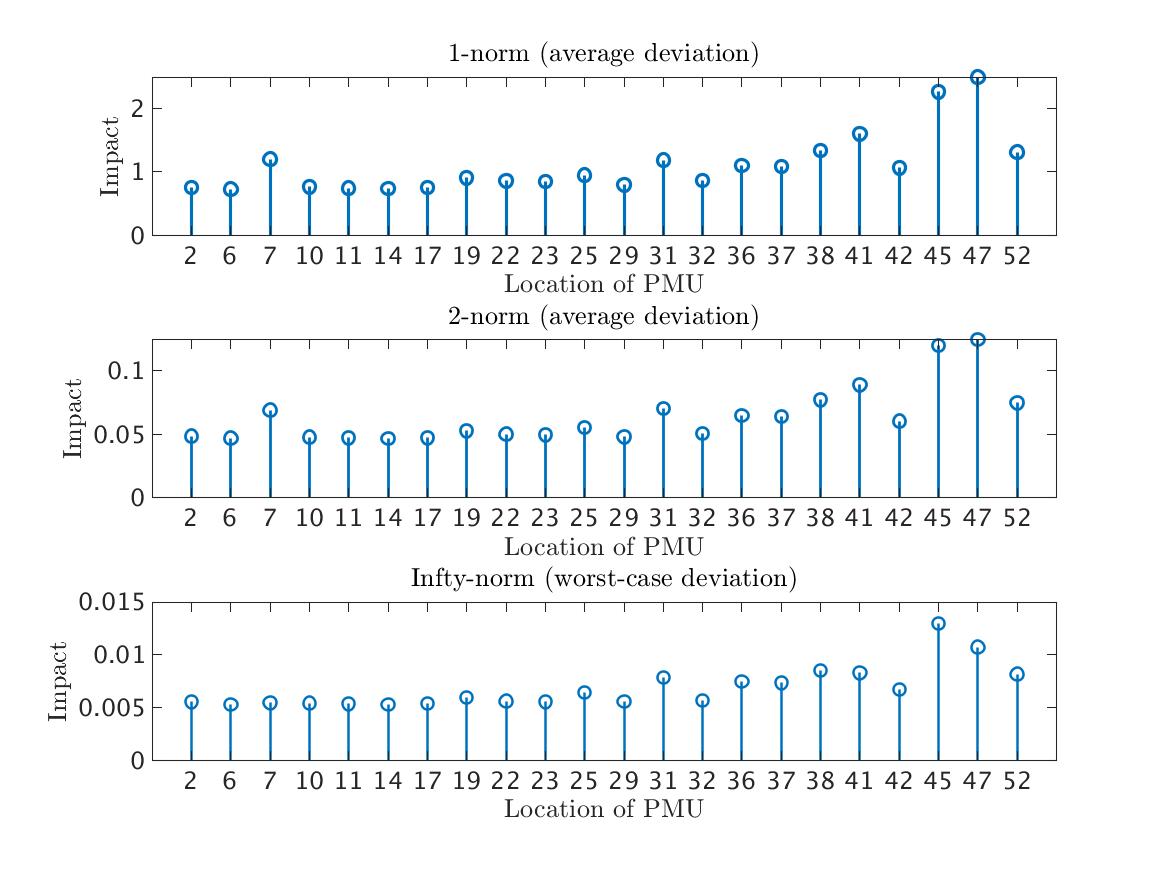 1-norm (average deviation)
Impact
2
1
0
2 6 7 10 11 14 17 19 22 23 25 29 31 32 36 37 38 41 42 45 47 52
Location of PMU
2-norm (average deviation)
Impact
0.1
0.05
0
2 6 7 10 11 14 17 19 22 23 25 29 31 32 36 37 38 41 42 45 47 52
Location of PMU
Infty-norm (worst-case deviation)
Impact
0.015
0.01
0.005
0
2 6 7 10 11 14 17 19 22 23 25 29 31 32 36 37 38 41 42 45 47 52
Location of PMU